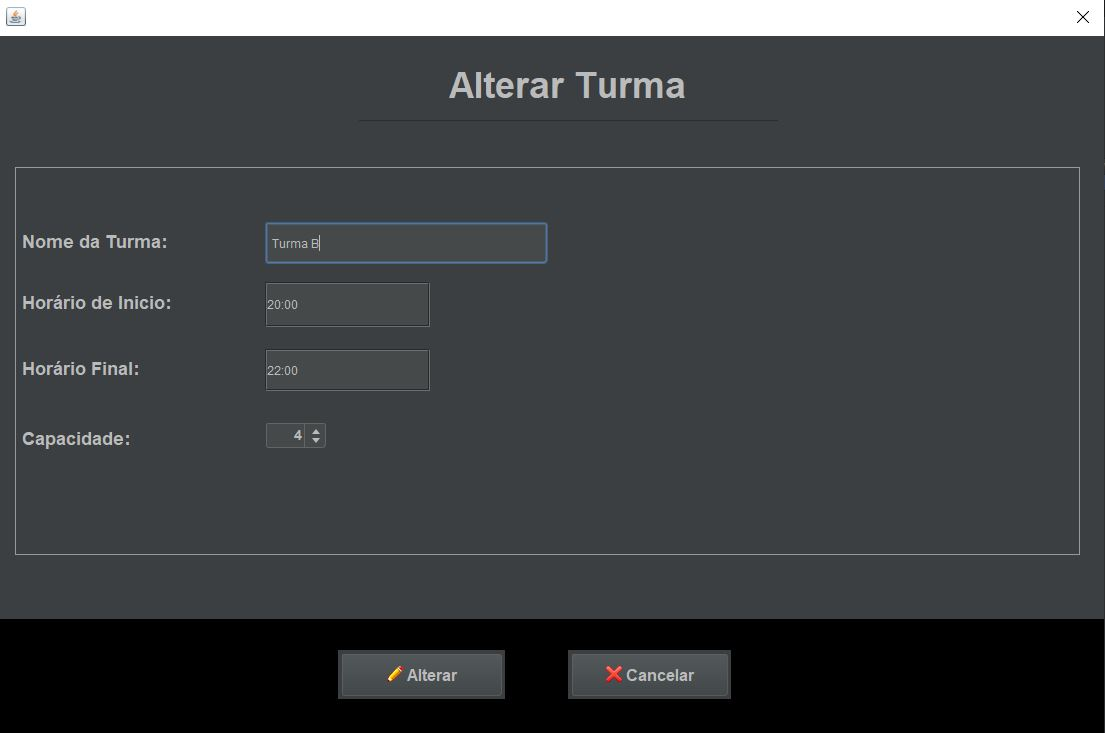 Alterar Turma
Nome da Turma: Turma B
Horário de Inicio: 20:00
Horário Final: 22:00
Capacidade: 4
Alterar Cancelar